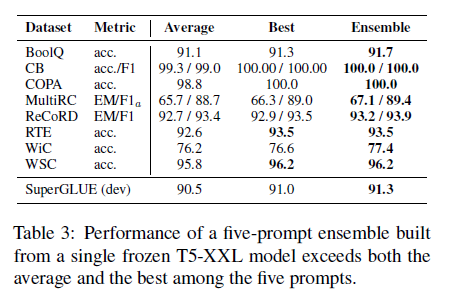 Dataset Metric Average Best Ensemble
BoolQ acc. 91.1 91.3 91.7
CB acc./F1 99.3 / 99.0 100.00 / 100.00 100.0 / 100.0
COPA acc. 98.8 100.0 100.0
MultiRC EM/F1a 65.7 / 88.7 66.3 / 89.0 67.1 / 89.4
ReCoRD EM/F1 92.7 / 93.4 92.9 / 93.5 93.2 / 93.9
RTE acc. 92.6 93.5 93.5
WiC acc. 76.2 76.6 77.4
WSC acc. 95.8 96.2 96.2
SuperGLUE (dev) 90.5 91.0 91.3
Table 3: Performance of a five-prompt ensemble built
from a single frozen T5-XXL model exceeds both the
average and the best among the five prompts.